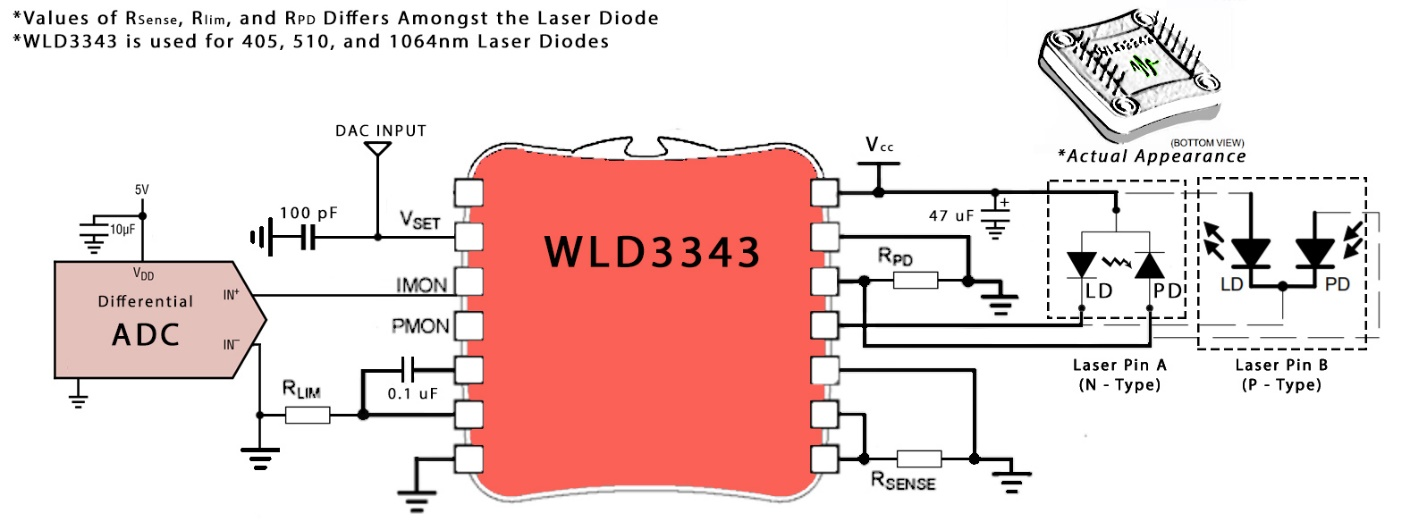 *Values of RSense, Rlim, and RPD Differs Amongst the Laser Diode
*WLD3343 is used for 405, 510, and 1064nm Laser Diodes
WLD3343
(BOTTOM VIEW)
*Actual Appearance
DAC INPUT
Vcc
5V
10µF
100 pF
VSET
47 uF
+
WLD3343
RPD
VDD
Differential
ADC
IN+
IN−
IMON
PMON
LD
PD
LD
PD
0.1 uF
RLIM
RSENSE
Laser Pin A
(N - Type)
Laser Pin B
(P - Type)